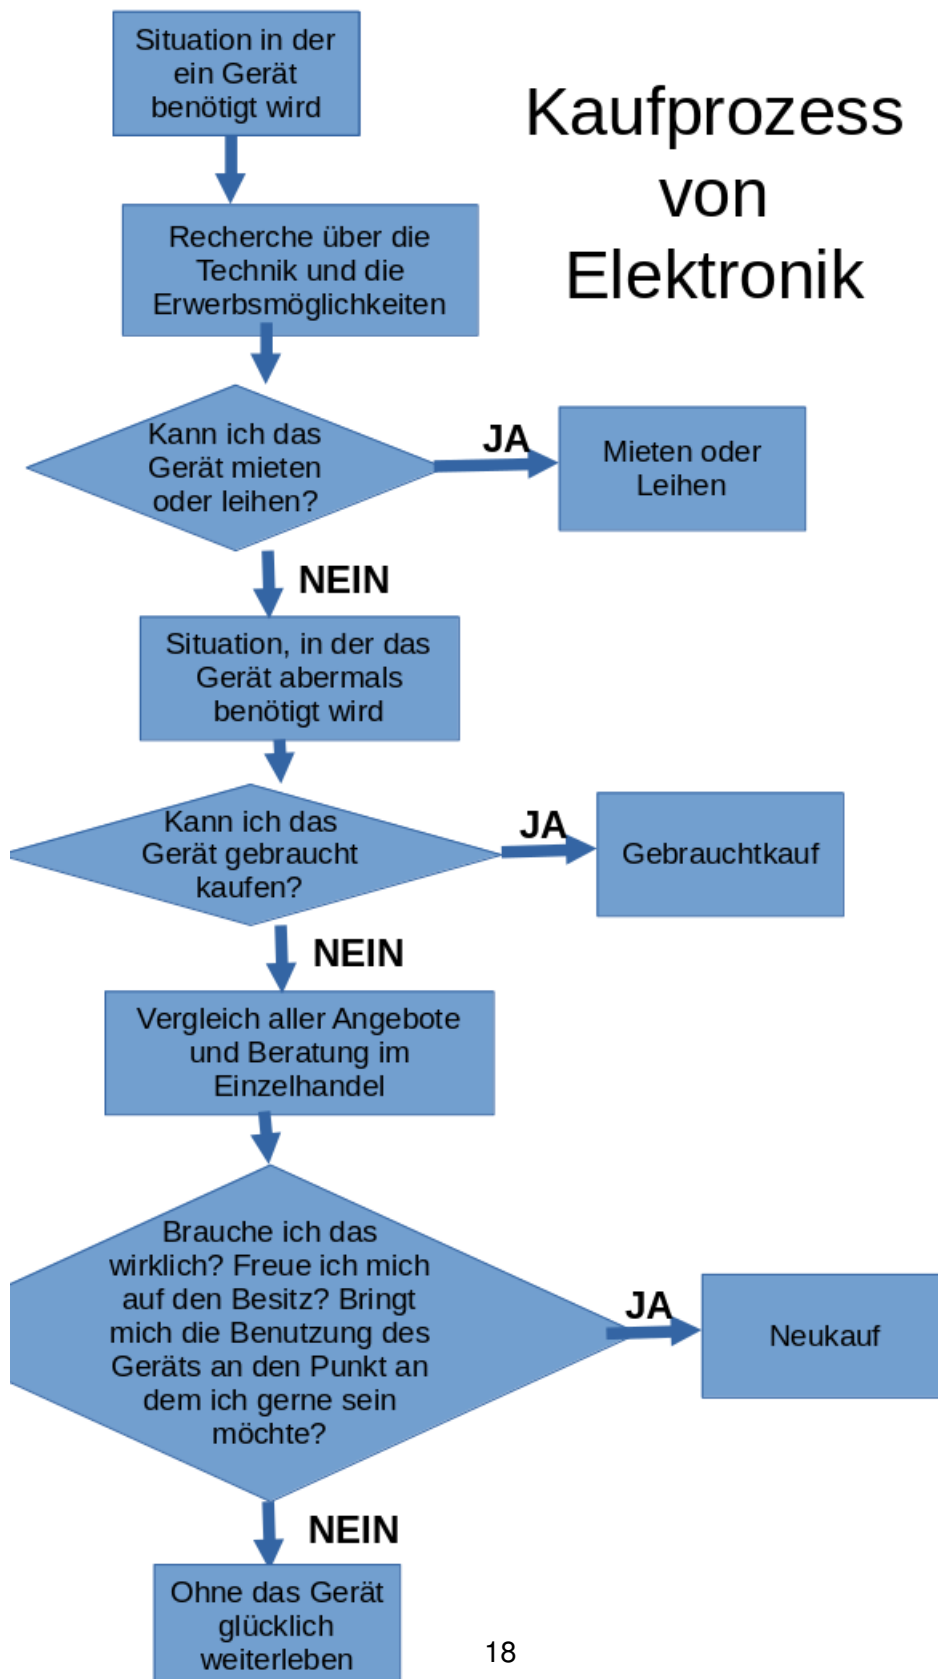 Situation in der
ein Gerät
benötigt wird
Kaufprozess
von
Elektronik
Recherche über die
Technik und die
Erwerbsmöglichkeiten
Kann ich das
Gerät mieten
oder leihen?
JA
Mieten oder
Leihen
NEIN
Situation, in der das
Gerät abermals
benötigt wird
Kann ich das
Gerät gebraucht
kaufen?
JA
Gebrauchtkauf
NEIN
Vergleich aller Angebote
und Beratung im
Einzelhandel
Brauche ich das
wirklich? Freue ich mich
auf den Besitz? Bringt
mich die Benutzung des
Geräts an den Punkt an
dem ich gerne sein
möchte?
JA
Neukauf
NEIN
Ohne das Gerät
glücklich
weiterleben
18